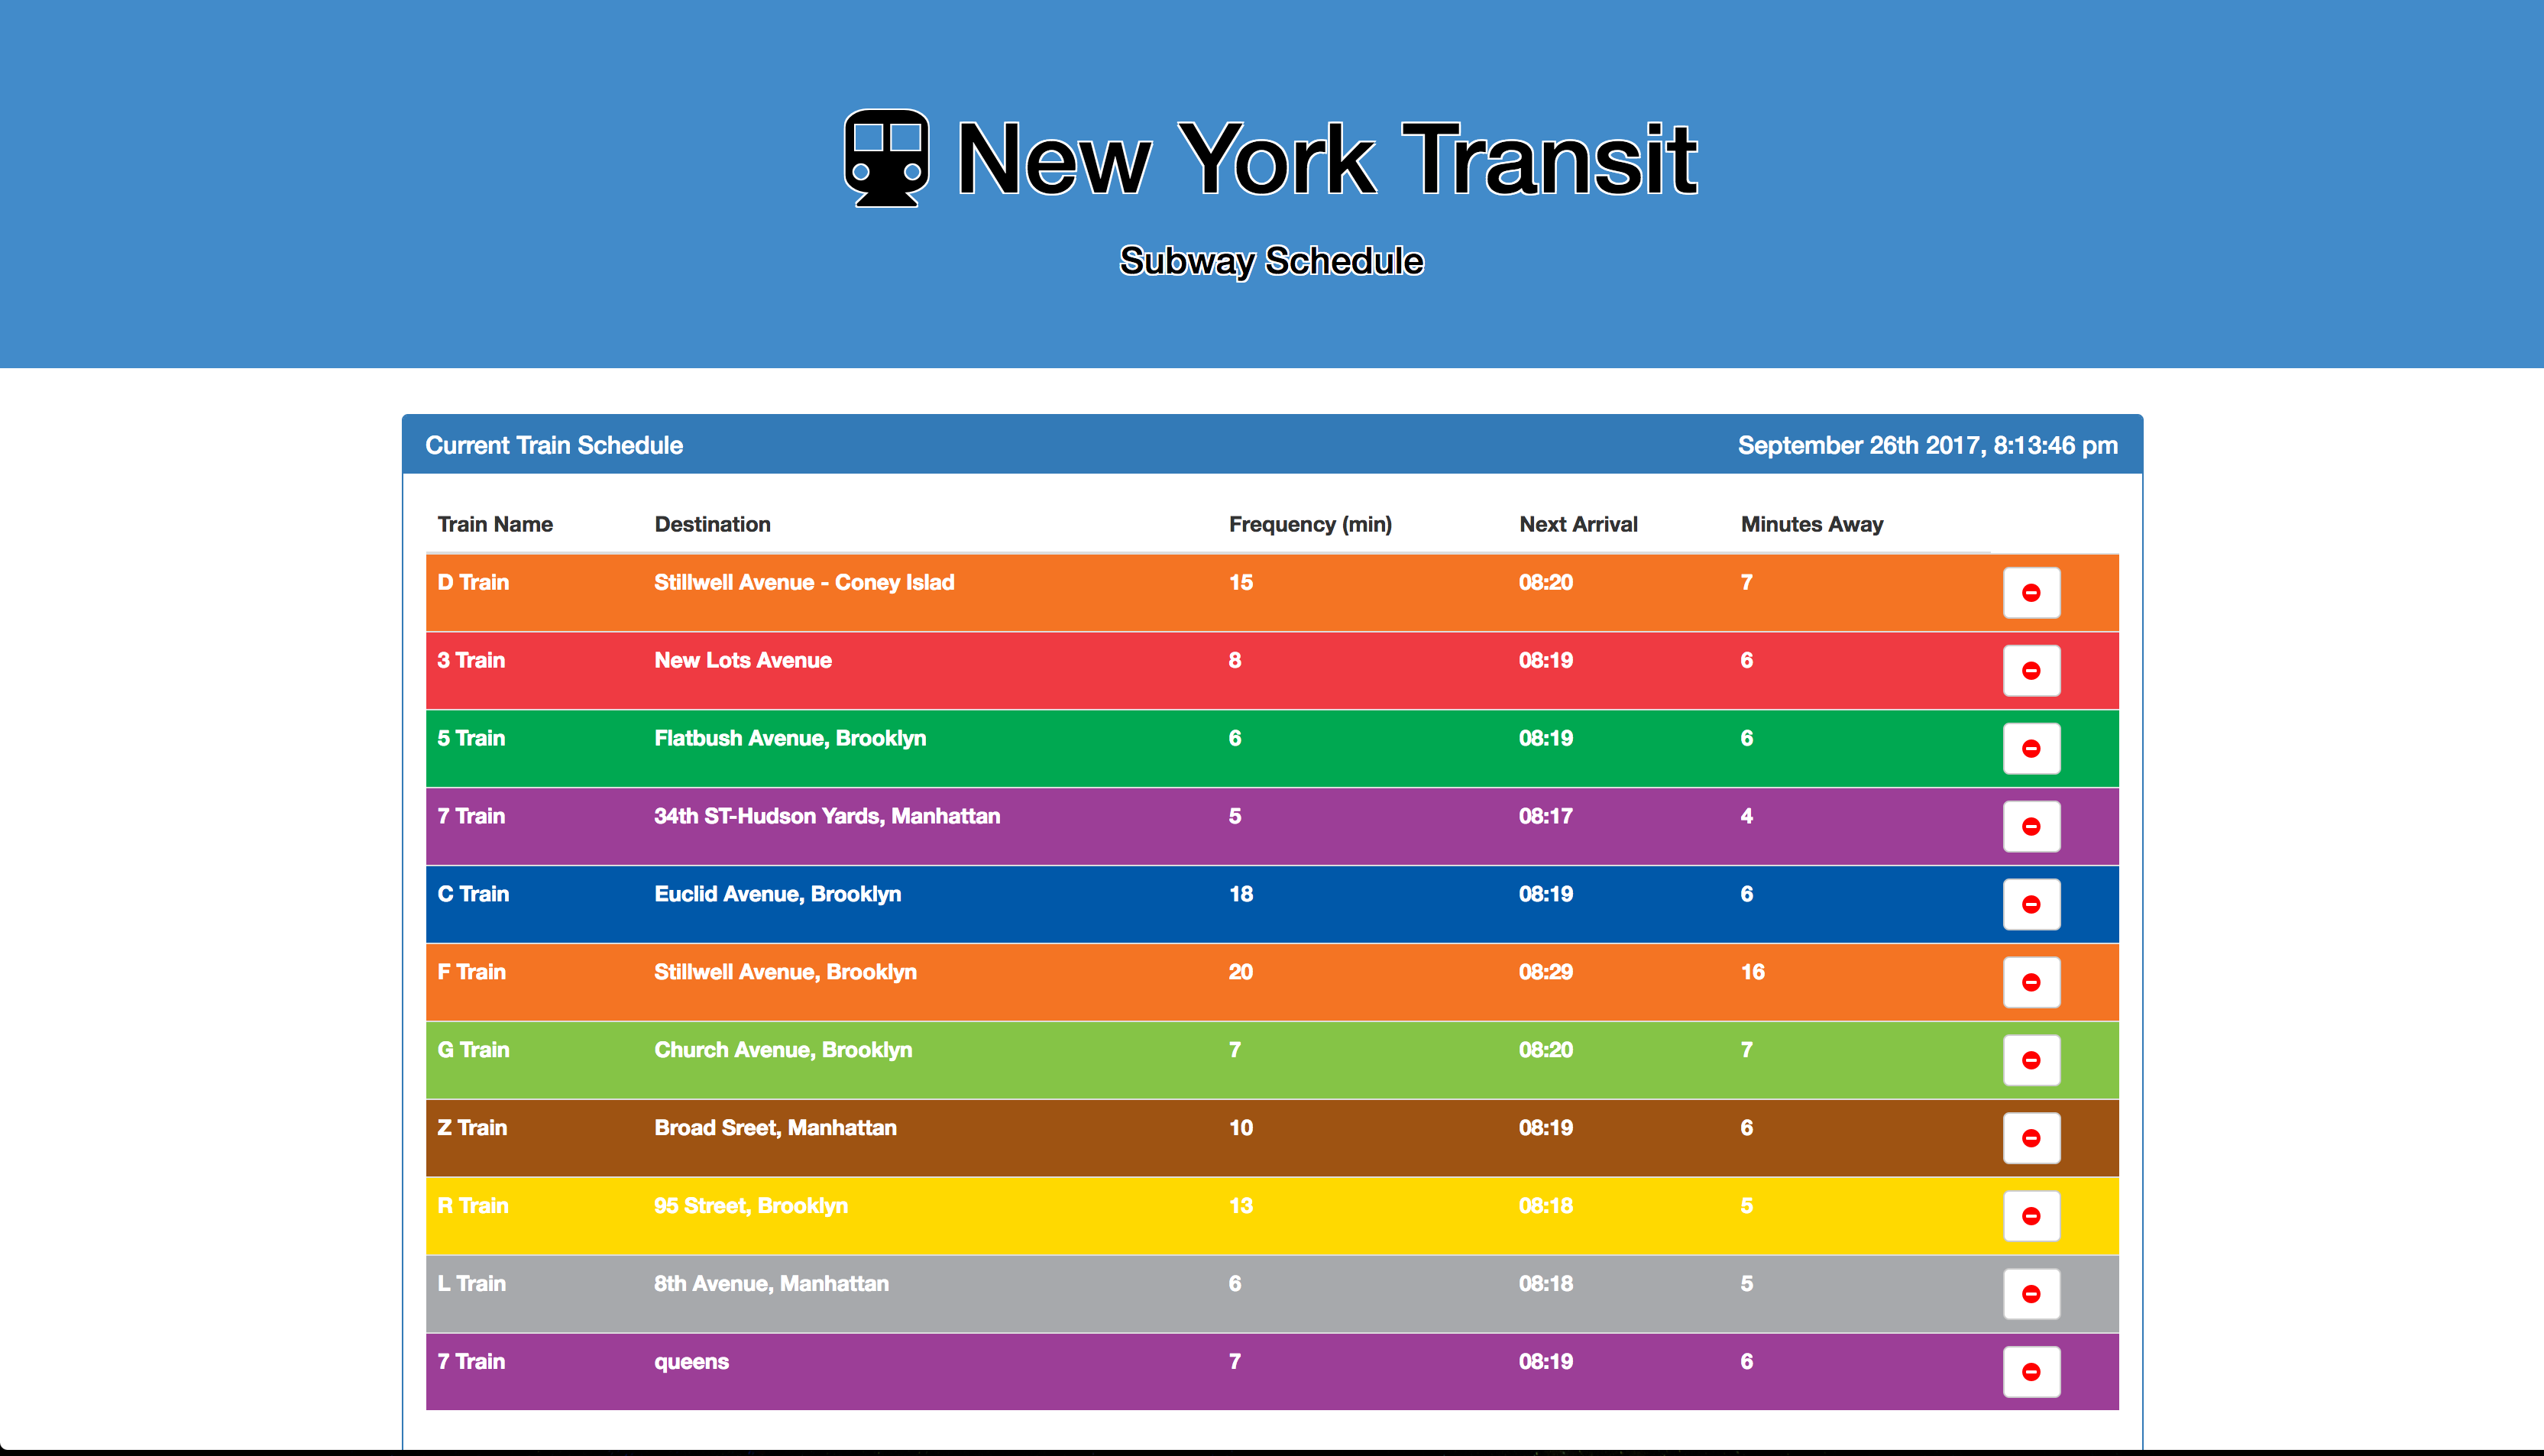 New York Transit
Subway Schedule
Current Train Schedule September 26th 2017, 8:13:46 pm
Train Name Destination Frequency (min) Next Arrival Minutes Away
D Train Stillwell Avenue - Coney Islad 15 08:20 7
3 Train New Lots Avenue 8 08:19 6
5 Train Flatbush Avenue, Brooklyn 6 08:19 6
7 Train 34th ST-Hudson Yards, Manhattan 5 08:17 4
C Train Euclid Avenue, Brooklyn 18 08:19 6
F Train Stillwell Avenue, Brooklyn 20 08:29 16
G Train Church Avenue, Brooklyn 7 08:20 7
Z Train Broad Sreet, Manhattan 10 08:19 6
R Train 95 Street, Brooklyn 13 08:18 5
L Train 8th Avenue, Manhattan 6 08:18 5
7 Train queens 7 08:19 6